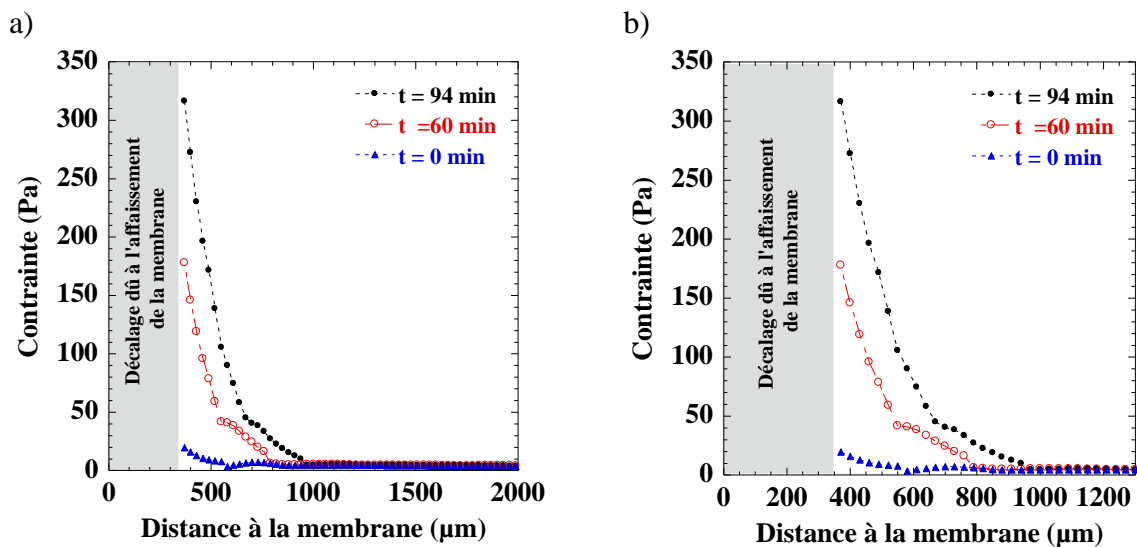 a)
350
300
250
200
150
100
50
0
Contrainte (Pa)
Décalage dû à l'affaissement
de la membrane
t = 94 min
t =60 min
t = 0 min
0
500
1000
1500
2000
Distance à la membrane (µm)
b)
350
300
250
200
150
100
50
0
Contrainte (Pa)
Décalage dû à l'affaissement
de la membrane
t = 94 min
t =60 min
t = 0 min
0
200
400
600
800
1000
1200
Distance à la membrane (µm)